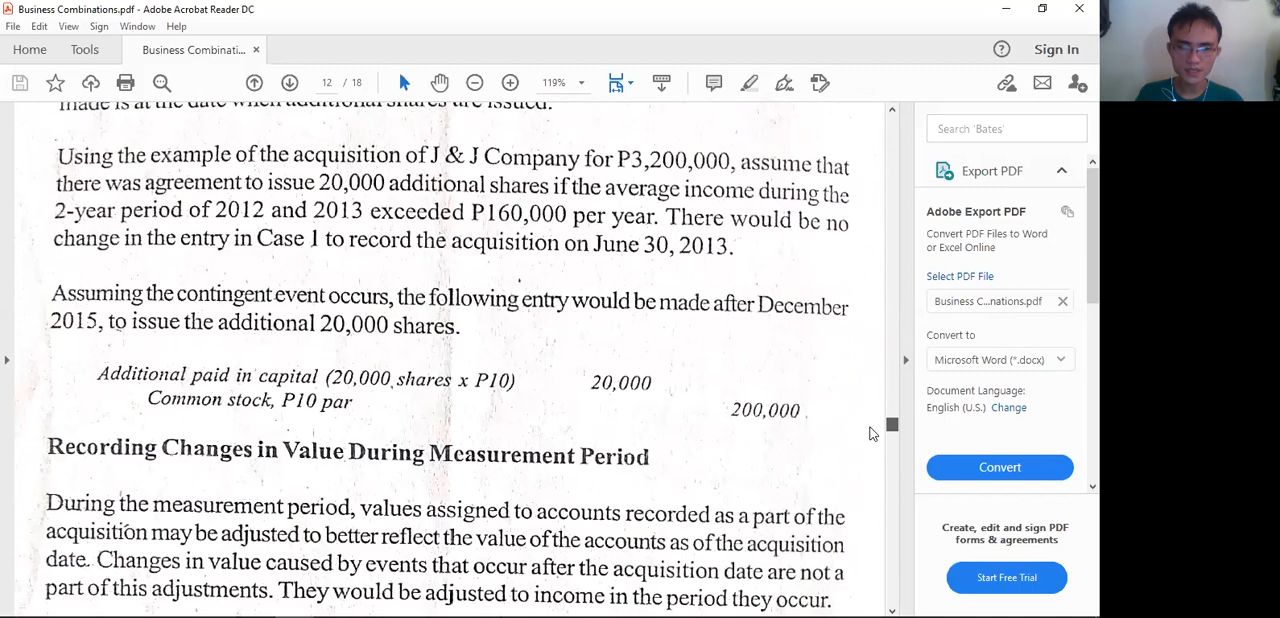 Business Combinations.pdf - Adobe Acrobat Reader DC
File Edit View Sign Window Help
Home Tools Business Combinati... ×
Sign In
12 / 18 119%
made is at the date when additional shares are issued.
Using the example of the acquisition of J & J Company for P3,200,000, assume that
there was agreement to issue 20,000 additional shares if the average income during the
2-year period of 2012 and 2013 exceeded P160,000 per year. There would be no
change in the entry in Case 1 to record the acquisition on June 30, 2013.
Assuming the contingent event occurs, the following entry would be made after December
2015, to issue the additional 20,000 shares.
Additional paid in capital (20,000 shares x P10) 20,000
Common stock, P10 par
200,000
Recording Changes in Value During Measurement Period
During the measurement period, values assigned to accounts recorded as a part of the
acquisition may be adjusted to better reflect the value of the accounts as of the acquisition
date. Changes in value caused by events that occur after the acquisition date are not a
part of this adjustments. They would be adjusted to income in the period they occur.
Search 'Bates'
Export PDF
Adobe Export PDF
Convert PDF Files to Word
or Excel Online
Select PDF File
Business C...nations.pdf
Convert to
Microsoft Word (*.docx)
Document Language:
English (U.S.) Change
Convert
Create, edit and sign PDF
forms & agreements
Start Free Trial